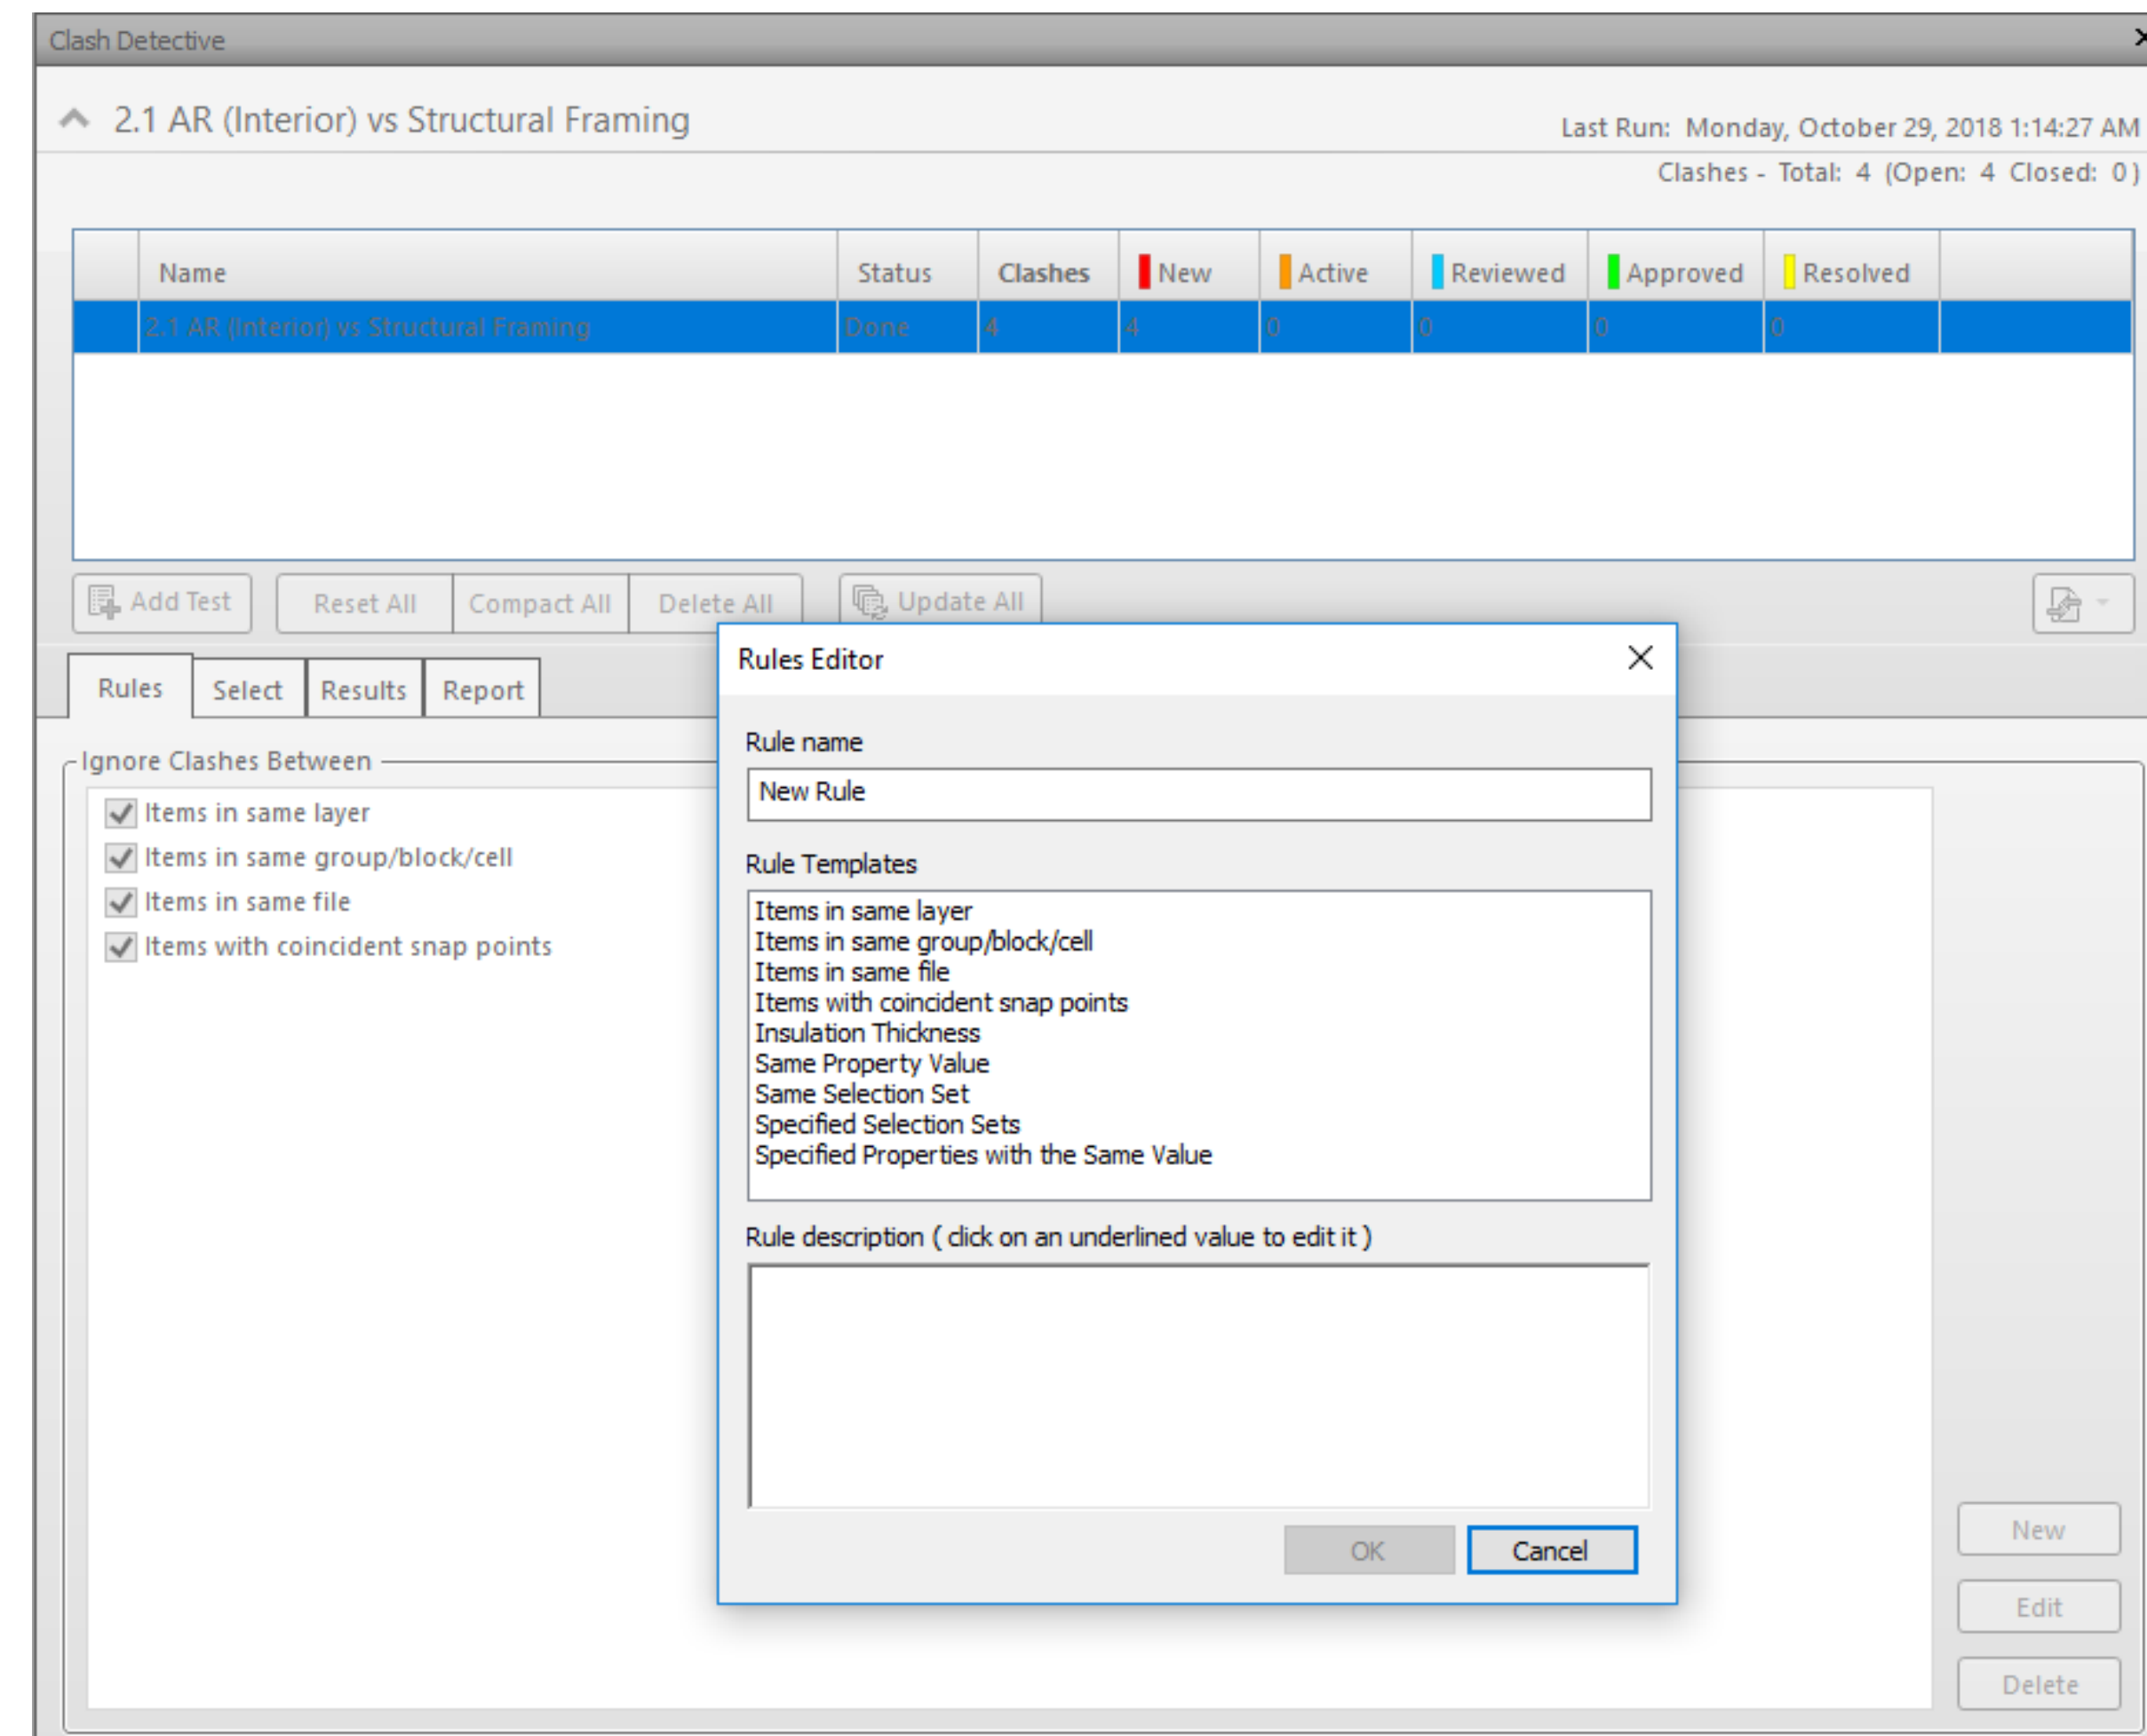 Clash Detective
2.1 AR (Interior) vs Structural Framing
Last Run: Monday, October 29, 2018 1:14:27 AM
Clashes - Total: 4 (Open: 4 Closed: 0)
Name Status Clashes New Active Reviewed Approved Resolved
2.1 AR (Interior) vs Structural Framing Done 4 4 0 0 0 0
Add Test Reset All Compact All Delete All Update All
Rules Select Results Report
Ignore Clashes Between
Items in same layer
Items in same group/block/cell
Items in same file
Items with coincident snap points
New
Edit
Delete
Rules Editor
Rule name
New Rule
Rule Templates
Items in same layer
Items in same group/block/cell
Items in same file
Items with coincident snap points
Insulation Thickness
Same Property Value
Same Selection Set
Specified Selection Sets
Specified Properties with the Same Value
Rule description ( click on an underlined value to edit it )
OK Cancel